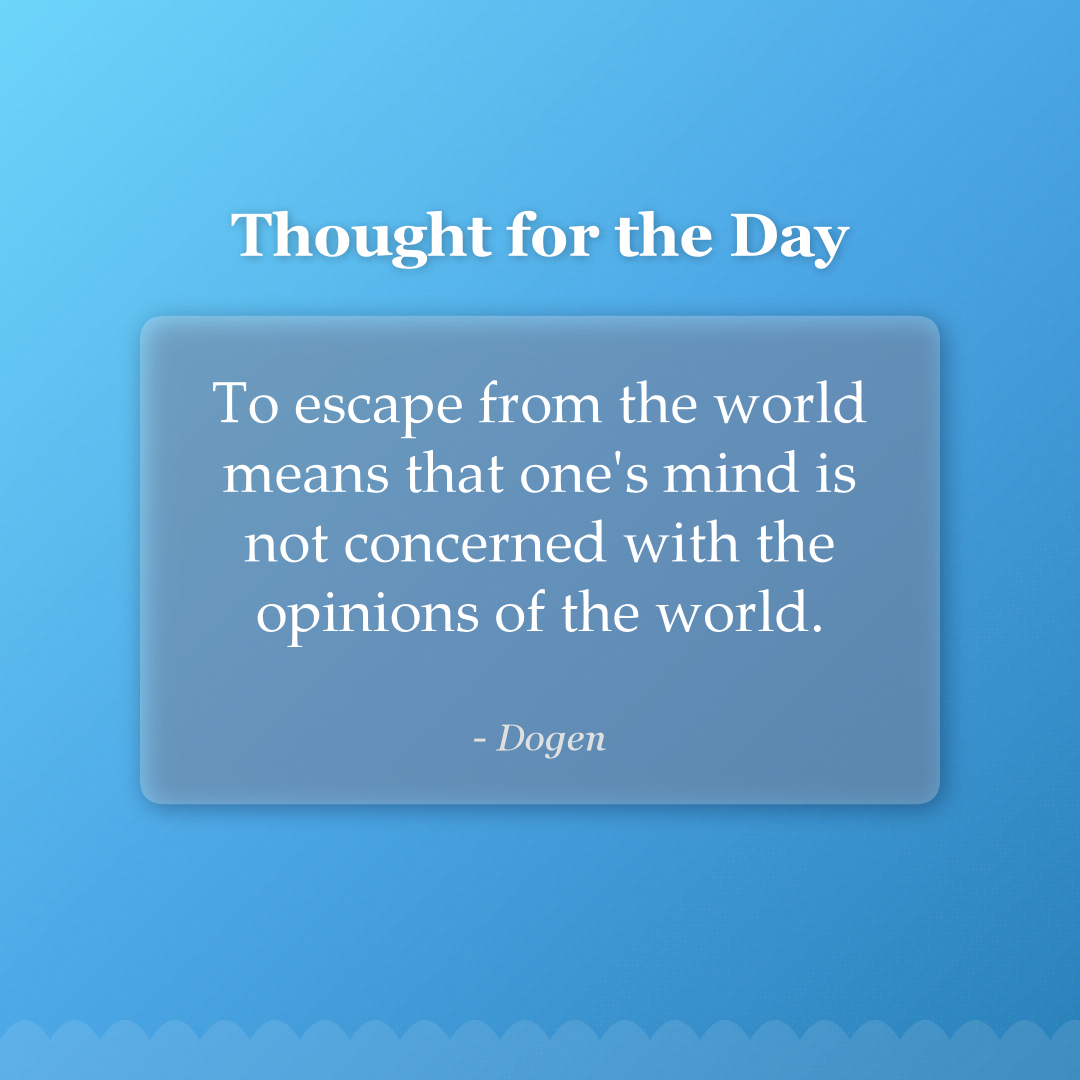 Thought for the Day
To escape from the world
means that one's mind is
not concerned with the
opinions of the world.
- Dogen